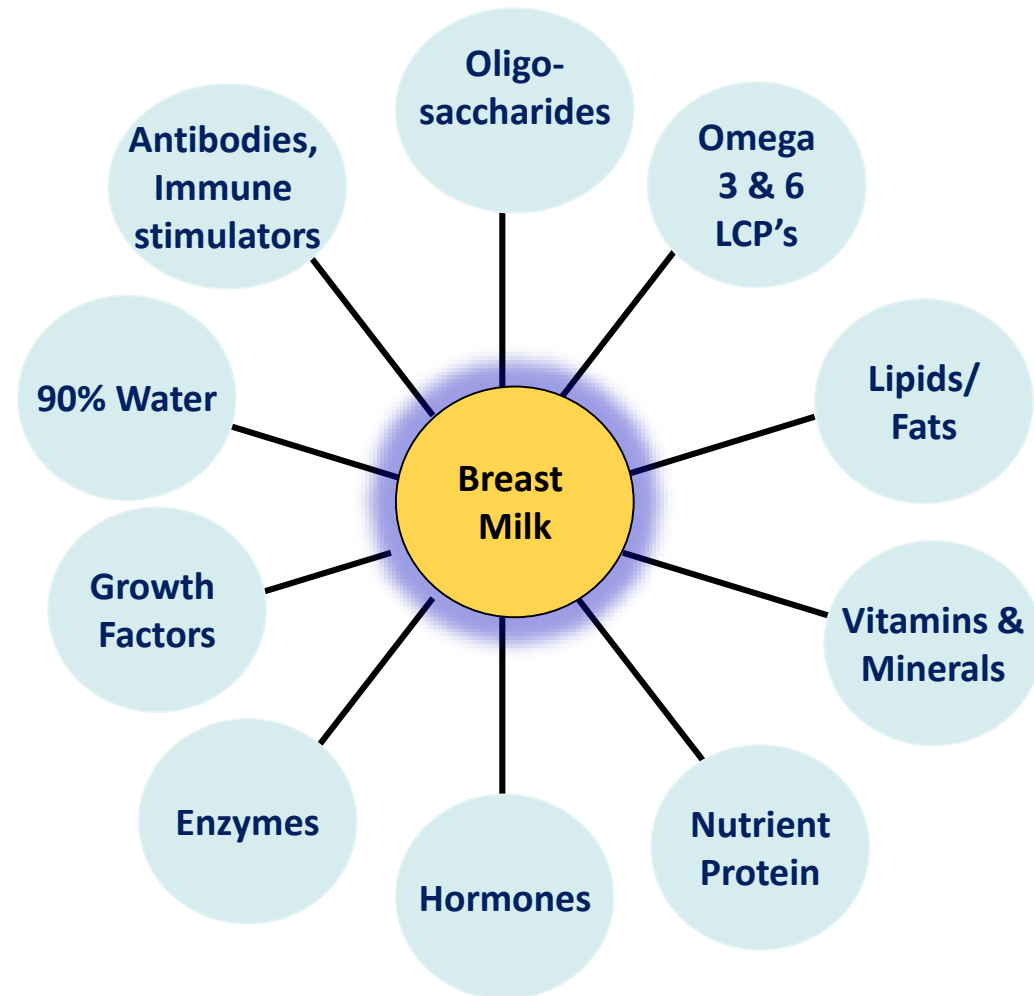 Oligo-
saccharides
Omega
3 & 6
LCP’s
Lipids/
Fats
Vitamins &
Minerals
Nutrient
Protein
Hormones
Enzymes
Growth
Factors
90% Water
Antibodies,
Immune
stimulators
Breast
Milk